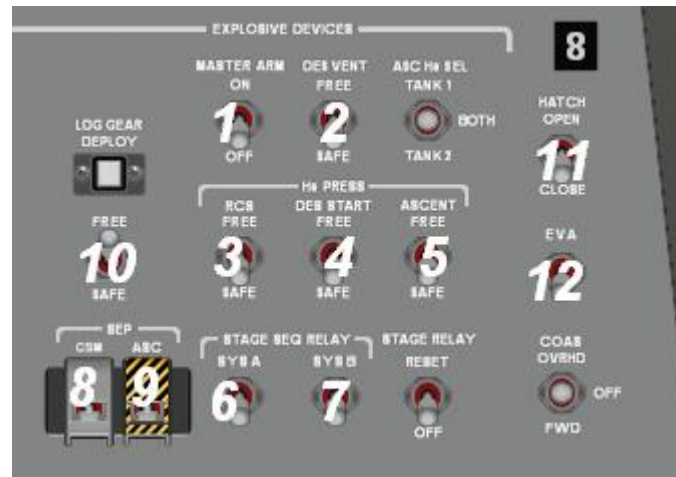 EXPLOSIVE DEVICES
8
MASTER ARM DES VENT ASC He SEL
ON FREE TANK 1
1 2 BOTH
OFF SAFE TANK 2
HATCH
OPEN
11
CLOSE
LOG GEAR
DEPLOY
He PRESS
RCS DES START ASCENT
FREE FREE FREE
3 4 5
SAFE SAFE SAFE
FREE
10
SAFE
EVA
12
SEP
CSM ASC
8 9
STAGE SEQ RELAY STAGE RELAY
SYS A SYS B RESET
6 7
OFF
COAS
OVRHD
OFF
FWD